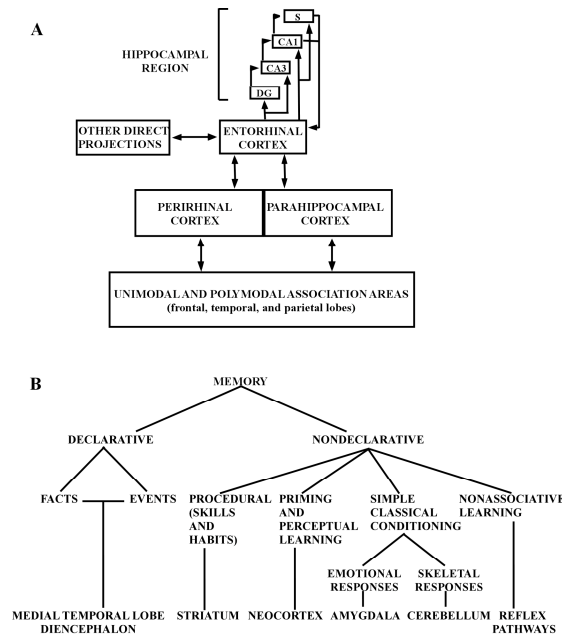 A
HIPPOCAMPAL
REGION
S
CA1
CA3
DG
OTHER DIRECT
PROJECTIONS
ENTORHINAL
CORTEX
PERIRHINAL
CORTEX
PARAHIPPOCAMPAL
CORTEX
UNIMODAL AND POLYMODAL ASSOCIATION AREAS
(frontal, temporal, and parietal lobes)
B
MEMORY
DECLARATIVE
NONDECLARATIVE
FACTS
EVENTS
PROCEDURAL
(SKILLS
AND
HABITS)
PRIMING
AND
PERCEPTUAL
LEARNING
SIMPLE
CLASSICAL
CONDITIONING
NONASSOCIATIVE
LEARNING
EMOTIONAL
RESPONSES
SKELETAL
RESPONSES
MEDIAL TEMPORAL LOBE
DIENCEPHALON
STRIATUM
NEOCORTEX
AMYGDALA
CEREBELLUM
REFLEX
PATHWAYS